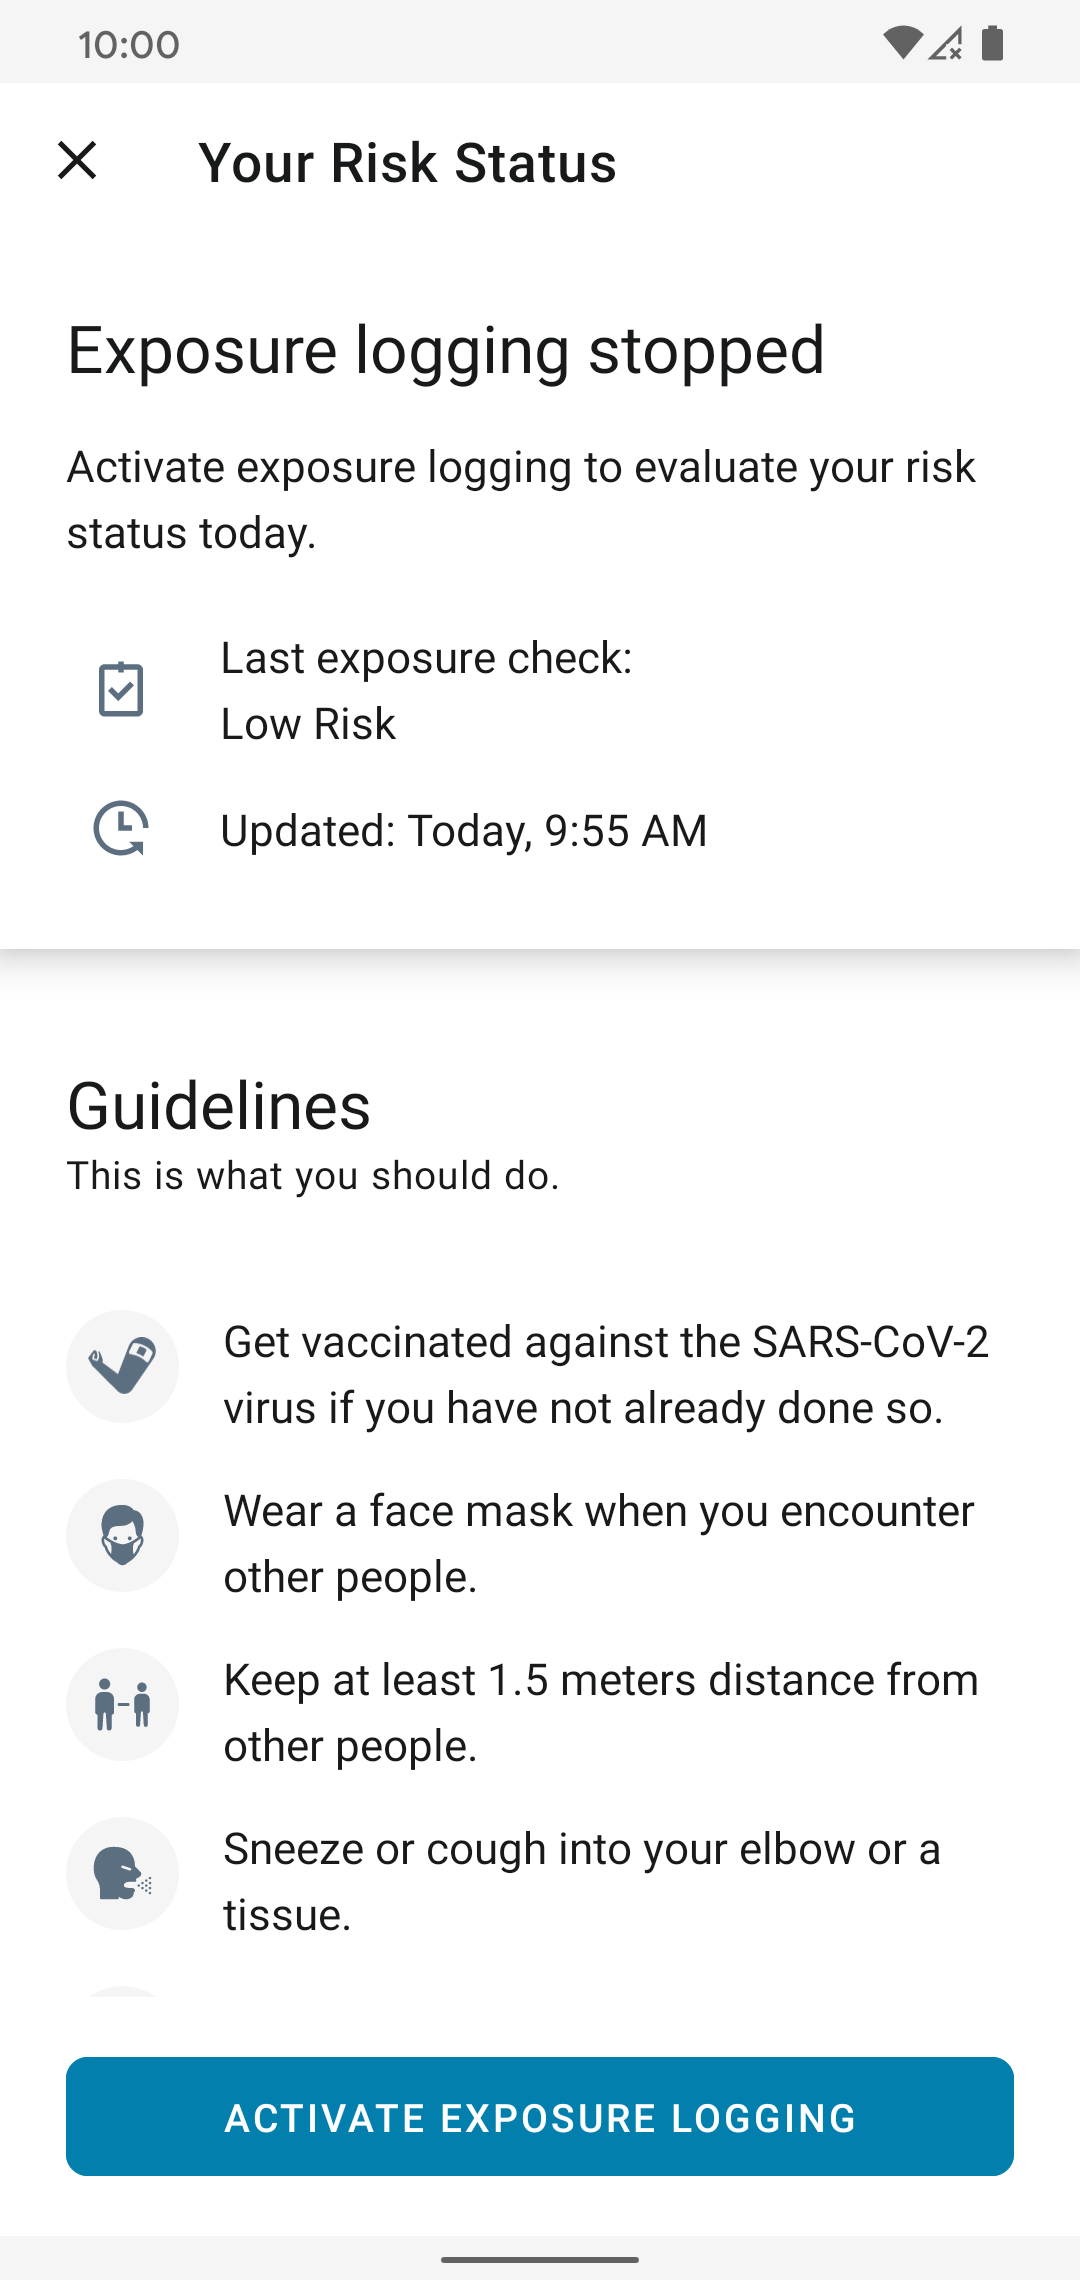 10:00
Your Risk Status
Exposure logging stopped
Activate exposure logging to evaluate your risk
status today.
Last exposure check:
Low Risk
Updated: Today, 9:55 AM
Guidelines
This is what you should do.
Get vaccinated against the SARS-CoV-2
virus if you have not already done so.
Wear a face mask when you encounter
other people.
Keep at least 1.5 meters distance from
other people.
Sneeze or cough into your elbow or a
tissue.
ACTIVATE EXPOSURE LOGGING